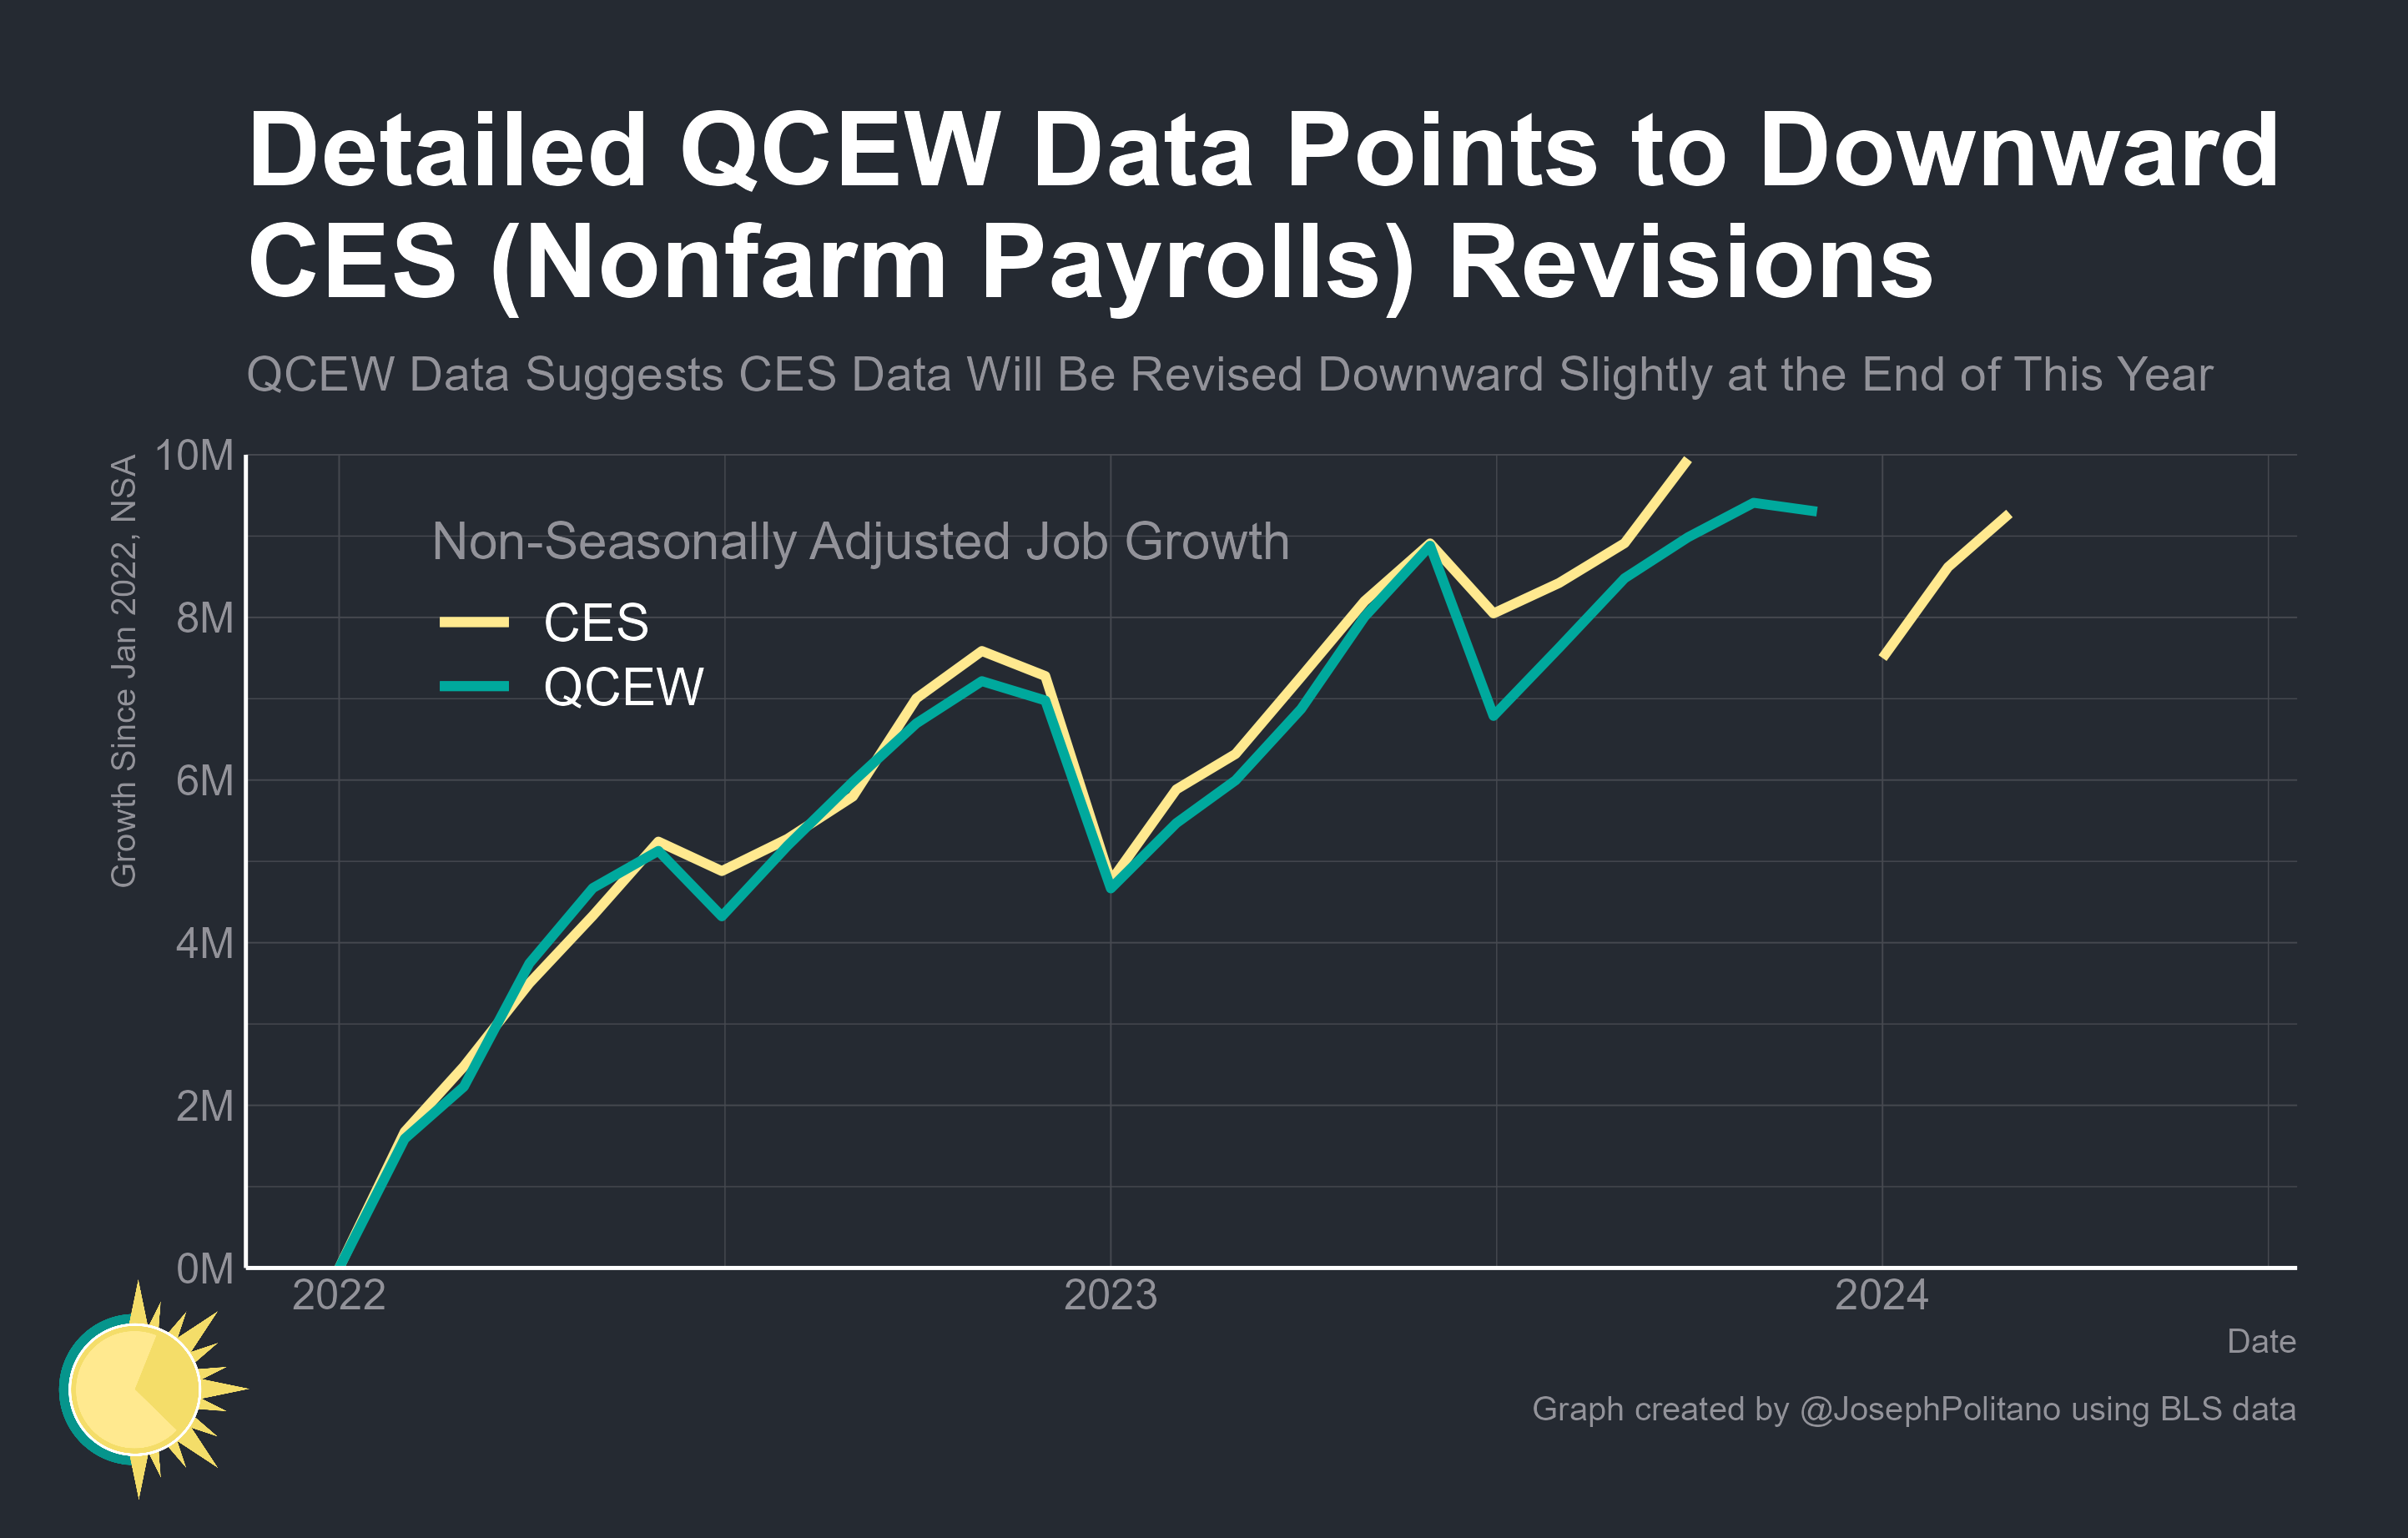 Detailed QCEW Data Points to Downward
CES (Nonfarm Payrolls) Revisions
QCEW Data Suggests CES Data Will Be Revised Downward Slightly at the End of This Year
Growth Since Jan 2022, NSA
10M
8M
6M
4M
2M
0M
Non-Seasonally Adjusted Job Growth
CES
QCEW
2022
2023
2024
Date
Graph created by @JosephPolitano using BLS data